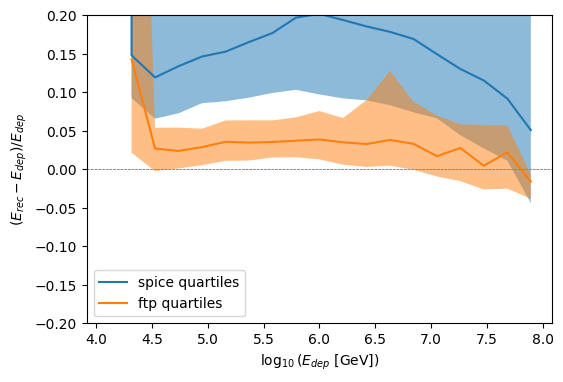 0.20
0.15
0.10
0.05
0.00
−0.05
−0.10
−0.15
−0.20
(E_rec − E_dep)/E_dep
spice quartiles
ftp quartiles
4.0 4.5 5.0 5.5 6.0 6.5 7.0 7.5 8.0
log10 (E_dep [GeV])